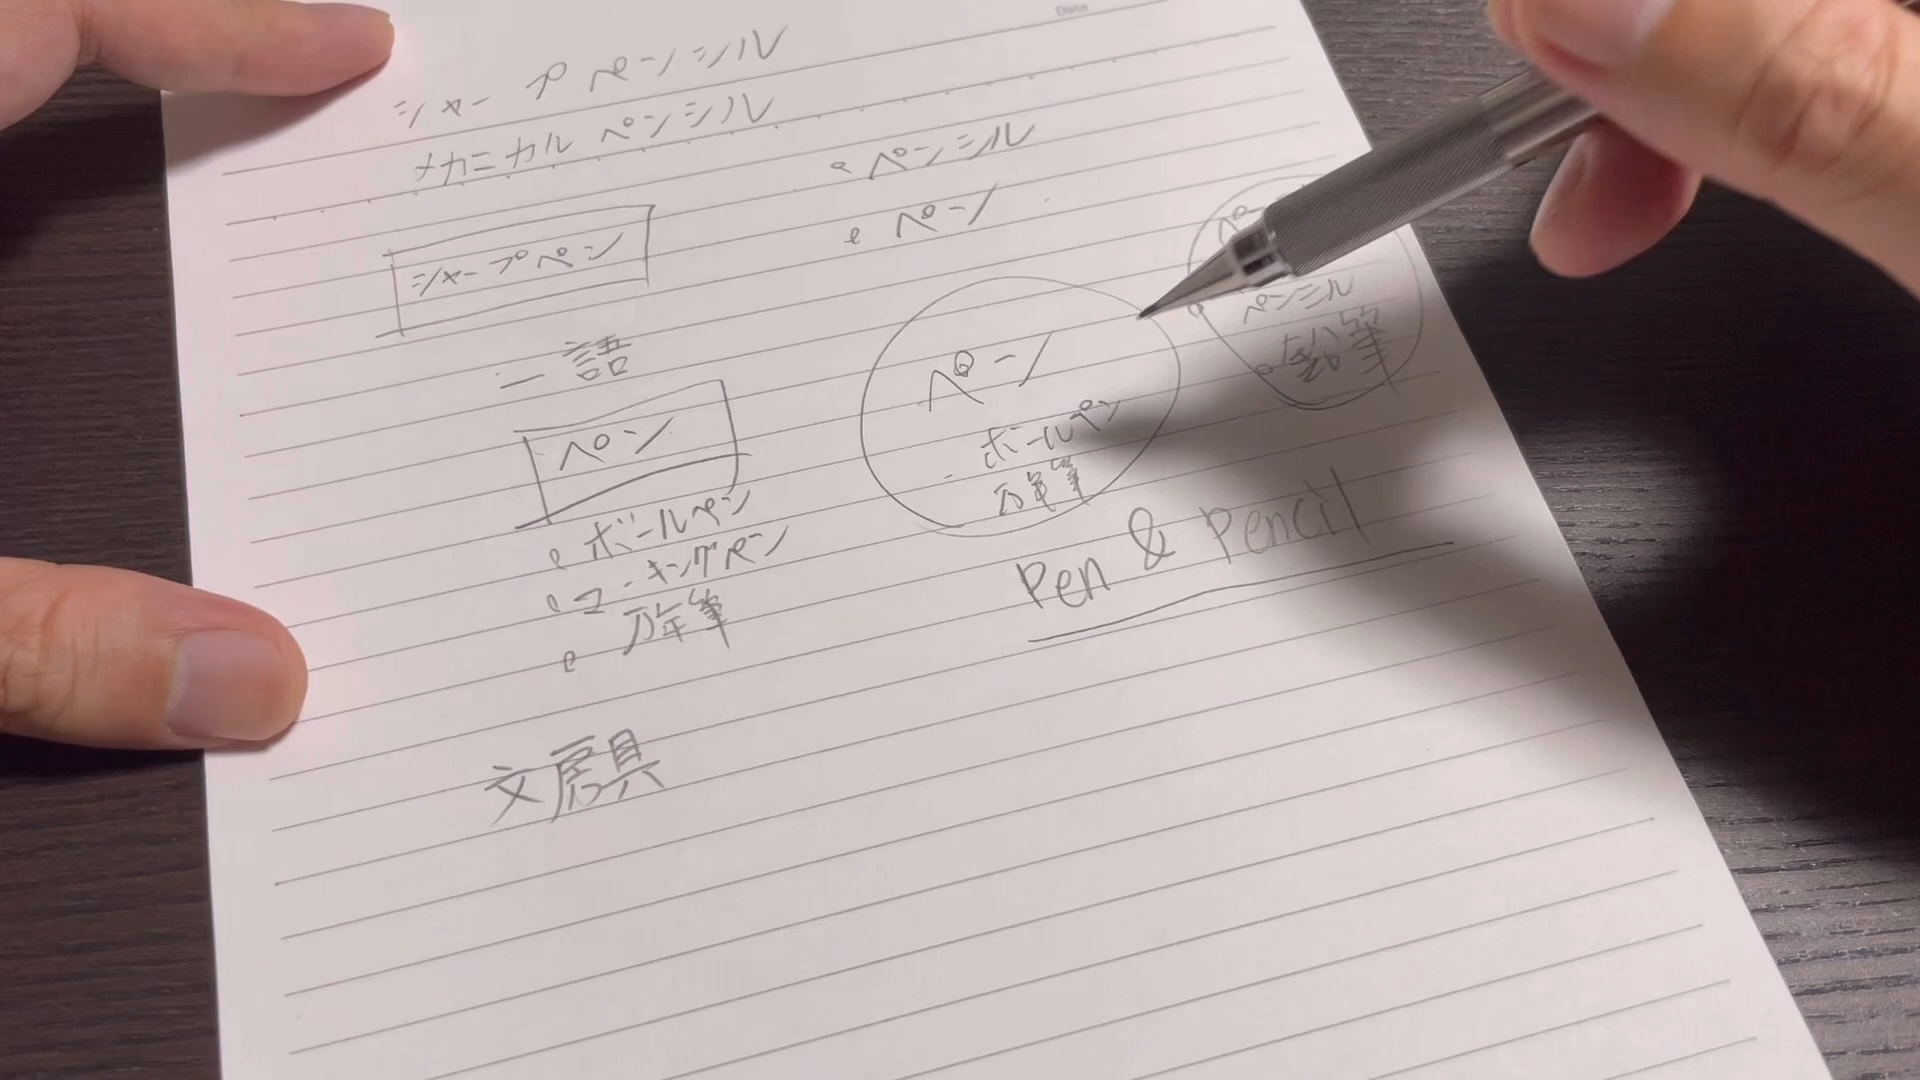 Date
シャープペンシル
メカニカルペンシル
シャープペン
一語
ペン
・ボールペン
・マーキングペン
・万年筆
文房具
・ペンシル
・ペン
ペン
ボールペン
万年筆
Pen & Pencil
ペンシル
鉛筆